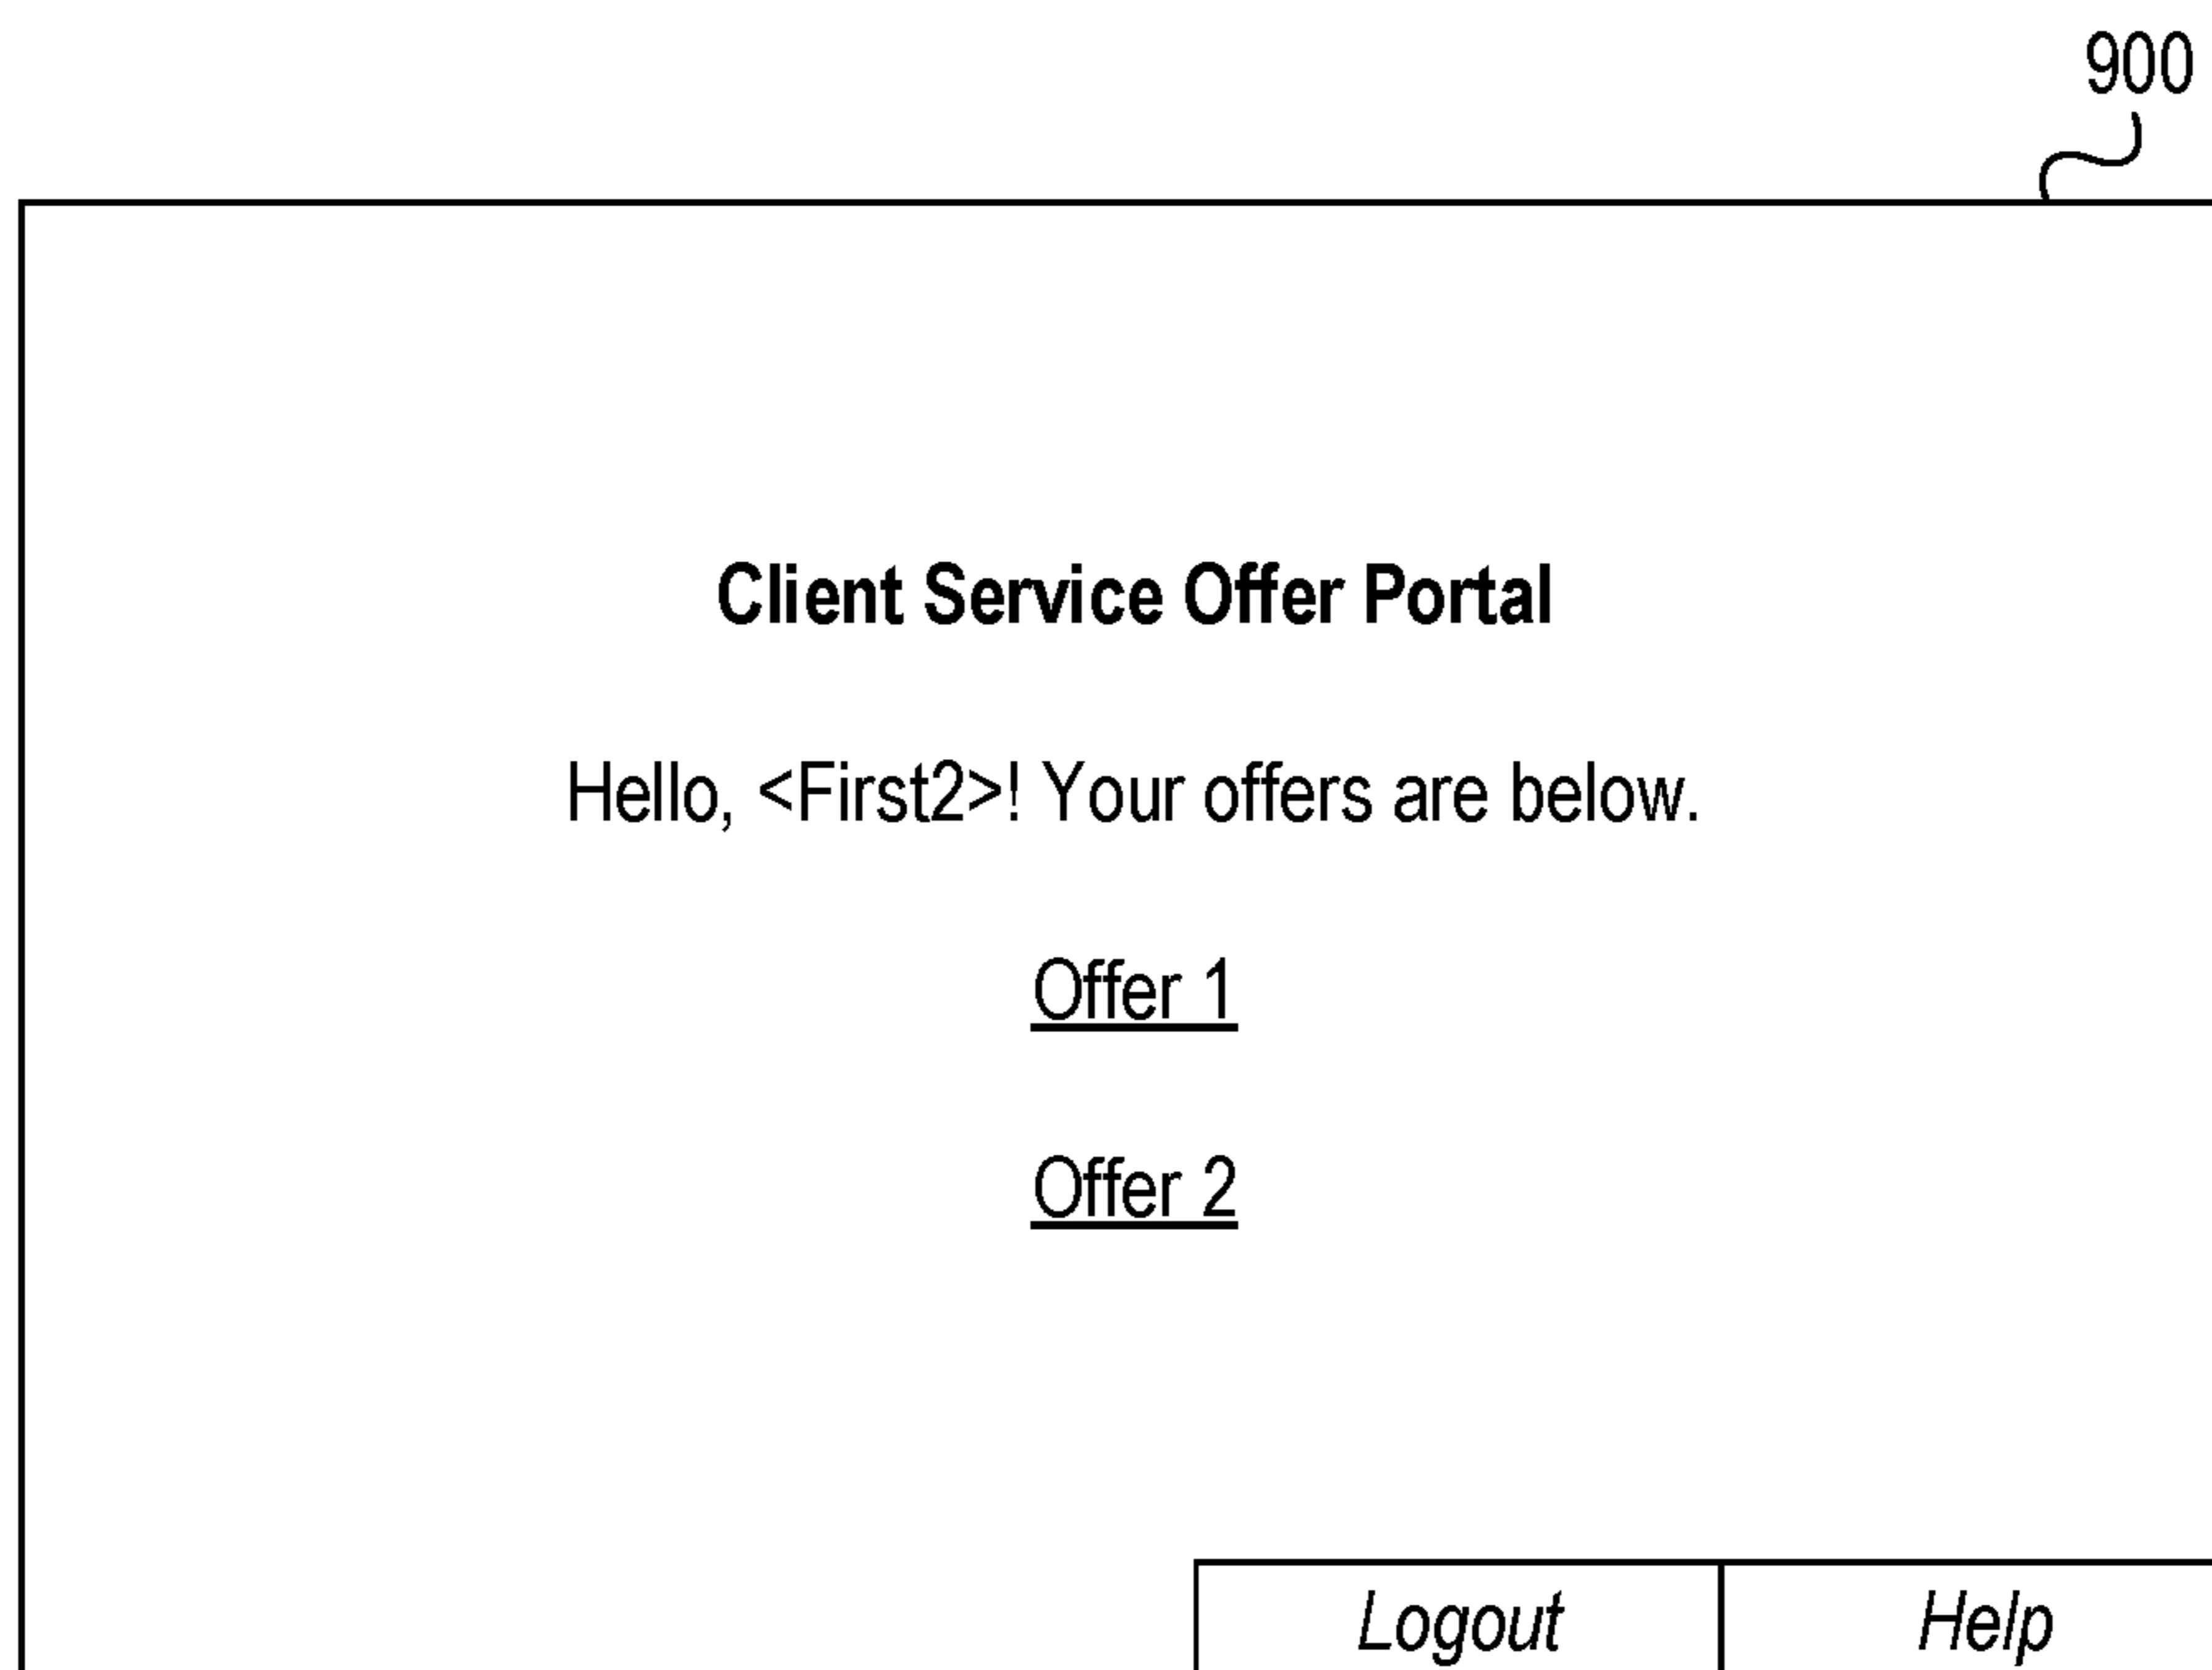 900
Client Service Offer Portal
Hello, <First2>! Your offers are below.
Offer 1
Offer 2
Logout Help